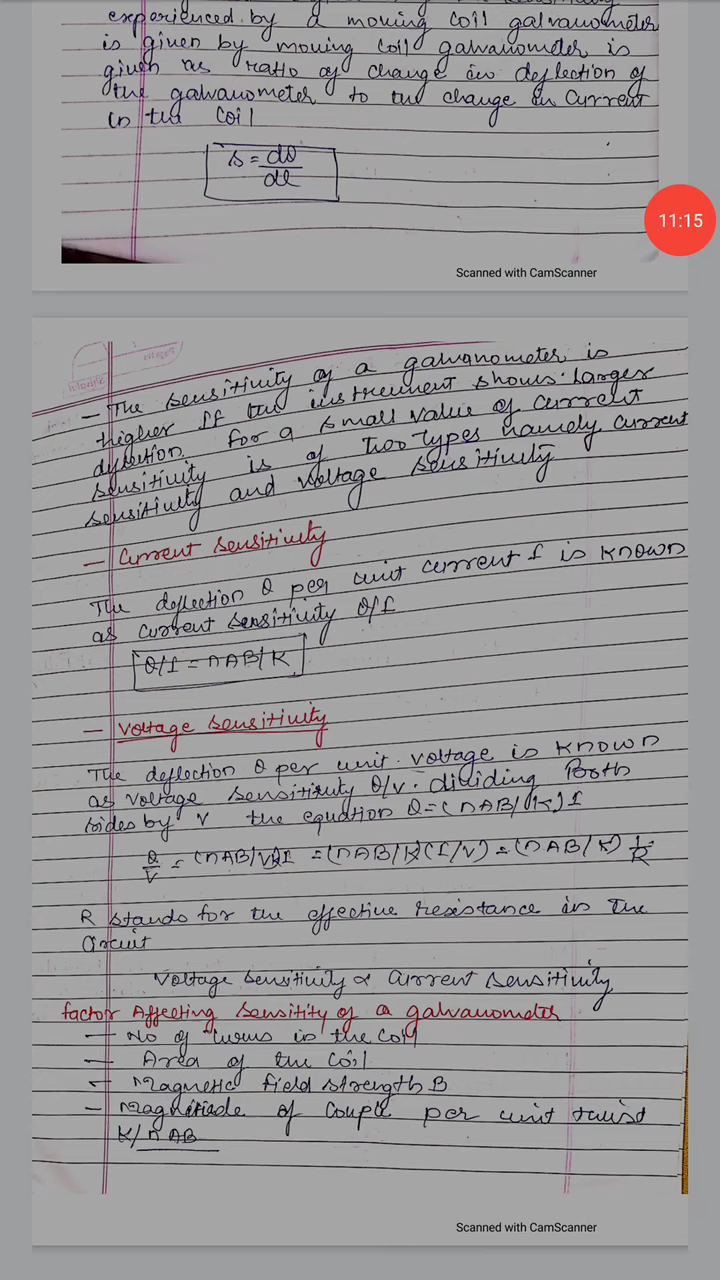 experienced by a moving coil galvanometer
is given by moving coil galvanometer is
given as ratio of change in deflection of
the galvanometer to the change in current
in the coil
s = dθ/dI
11:15
Scanned with CamScanner
- The sensitivity of a galvanometer is
higher If the instrument shows larger
deflection for a small value of current
sensitivity is of two types namely current
sensitivity and voltage sensitivity
- Current sensitivity
The deflection θ per unit current I is known
as current sensitivity θ/I
θ/I = nAB/K
- Voltage sensitivity
The deflection θ per unit voltage is known
as voltage sensitivity θ/v. dividing both
sides by V the equation θ=(nAB/K)I
θ/V = (nAB/VK)I = (nAB/K)(I/V) = (nAB/K) 1/R
R stands for the effective resistance in the
circuit
Voltage sensitivity ∝ Current sensitivity
factor Affecting Sensitity of a galvanometer
- No of turns in the coil
- Area of the coil
- Magnetic field strength B
- Magnitude of couple per unit twist
K/nAB
Scanned with CamScanner